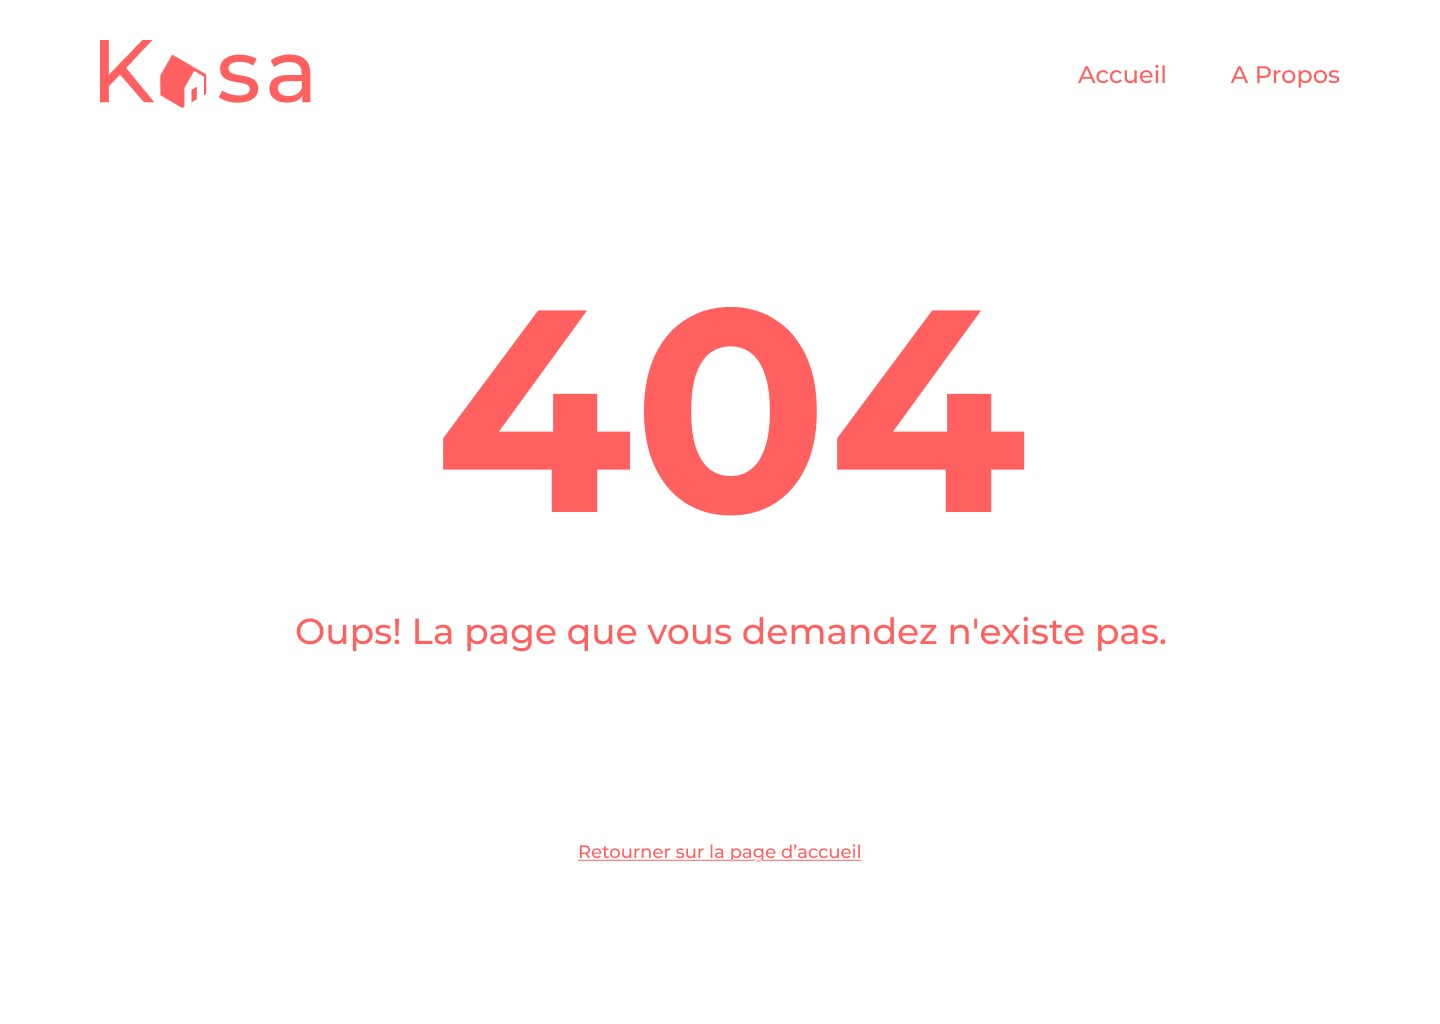 Kasa
Accueil A Propos
404
Oups! La page que vous demandez n'existe pas.
Retourner sur la page d’accueil